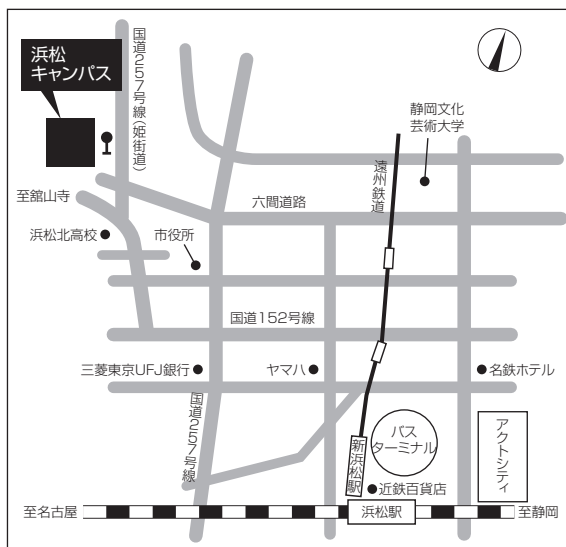 浜松
キャンパス
国道257号線(姫街道)
静岡文化
芸術大学
遠州鉄道
至舘山寺
六間道路
浜松北高校
市役所
国道152号線
三菱東京UFJ銀行
ヤマハ
名鉄ホテル
国道257号線
バス
ターミナル
アクトシティ
新浜松駅
近鉄百貨店
至名古屋
浜松駅
至静岡